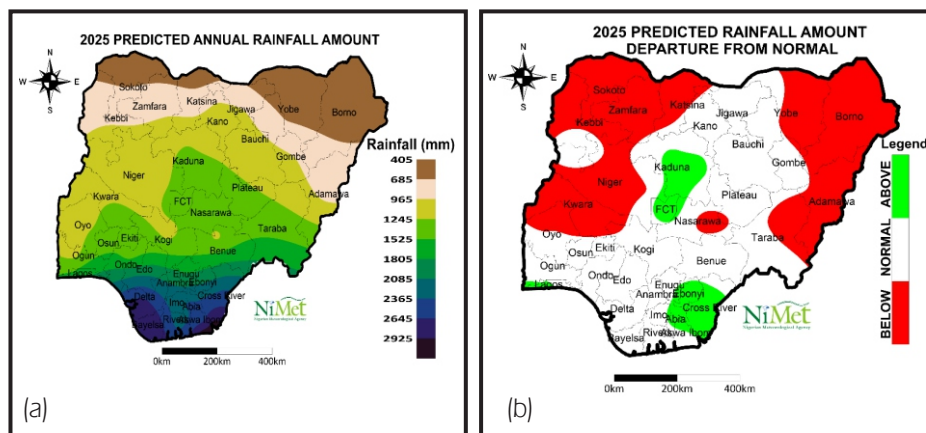 2025 PREDICTED ANNUAL RAINFALL AMOUNT
N
W E
S
Sokoto
Zamfara
Katsina
Kebbi
Kano
Jigawa
Yobe
Borno
Bauchi
Gombe
Kaduna
Niger
Plateau
Adamawa
Kwara
FCT
Nasarawa
Taraba
Oyo
Osun
Ekiti
Kogi
Benue
Ogun
Lagos
Ondo
Edo
Enugu
Anambra
Ebonyi
Delta
Imo
Abia
Cross River
Bayelsa
Rivers
Akwa Ibom
Rainfall (mm)
405
685
965
1245
1525
1805
2085
2365
2645
2925
NiMet
Nigerian Meteorological Agency
0km 200km 400km
(a)
2025 PREDICTED RAINFALL AMOUNT
DEPARTURE FROM NORMAL
N
W E
S
Sokoto
Zamfara
Katsina
Kebbi
Kano
Jigawa
Yobe
Borno
Bauchi
Gombe
Kaduna
Niger
Plateau
Adamawa
Kwara
FCT
Nasarawa
Taraba
Oyo
Osun
Ekiti
Kogi
Benue
Ogun
Lagos
Ondo
Edo
Enugu
Anambra
Ebonyi
Delta
Imo
Abia
Cross River
Bayelsa
Rivers
Akwa Ibom
Legend
ABOVE
NORMAL
BELOW
NiMet
Nigerian Meteorological Agency
0km 200km 400km
(b)